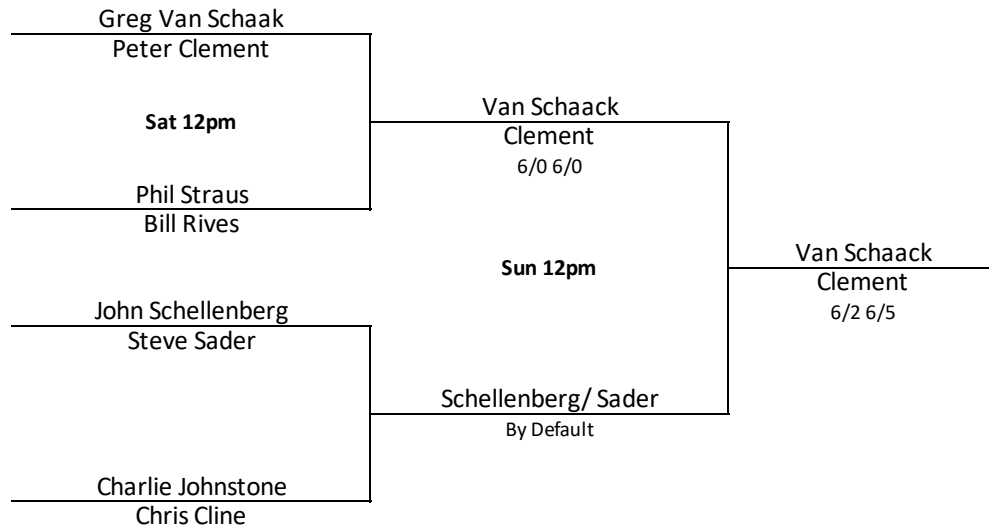 Greg Van Schaak
Peter Clement
Sat 12pm
Phil Straus
Bill Rives
John Schellenberg
Steve Sader
Charlie Johnstone
Chris Cline
Van Schaack
Clement
6/0 6/0
Sun 12pm
Schellenberg/ Sader
By Default
Van Schaack
Clement
6/2 6/5